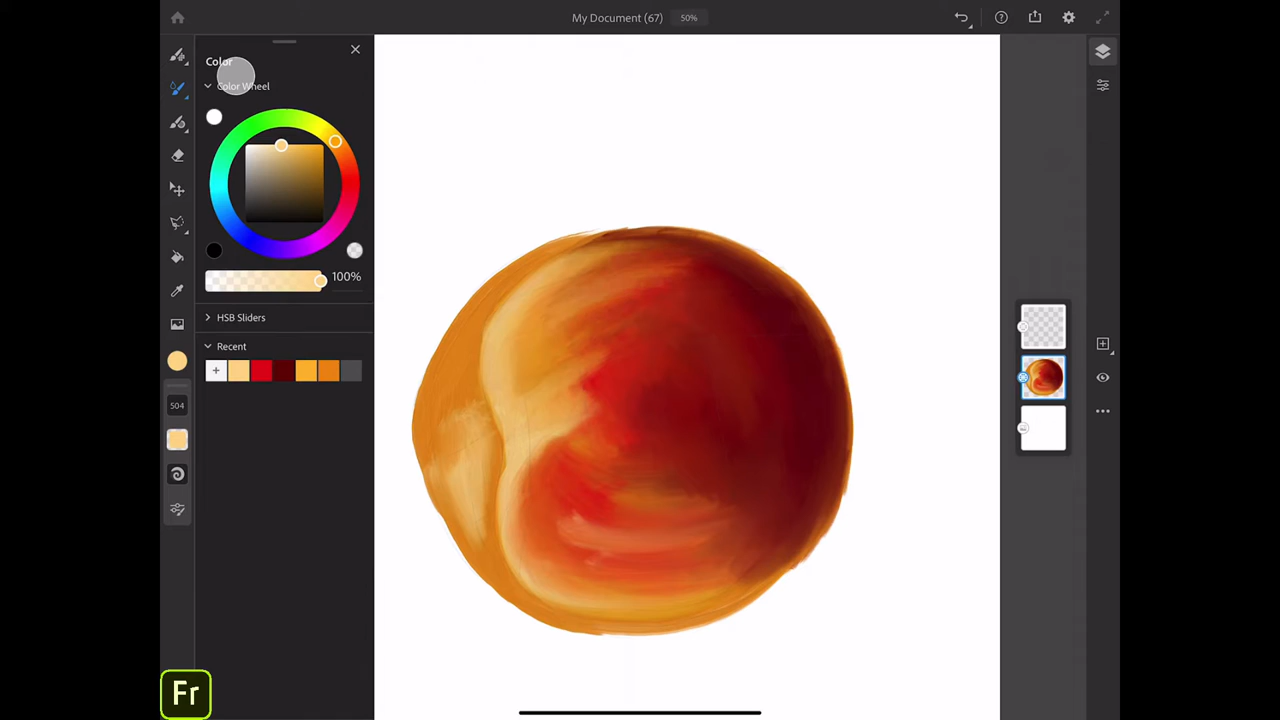 My Document (67)
50%
Color
Color Wheel
100%
HSB Sliders
Recent
504
Fr